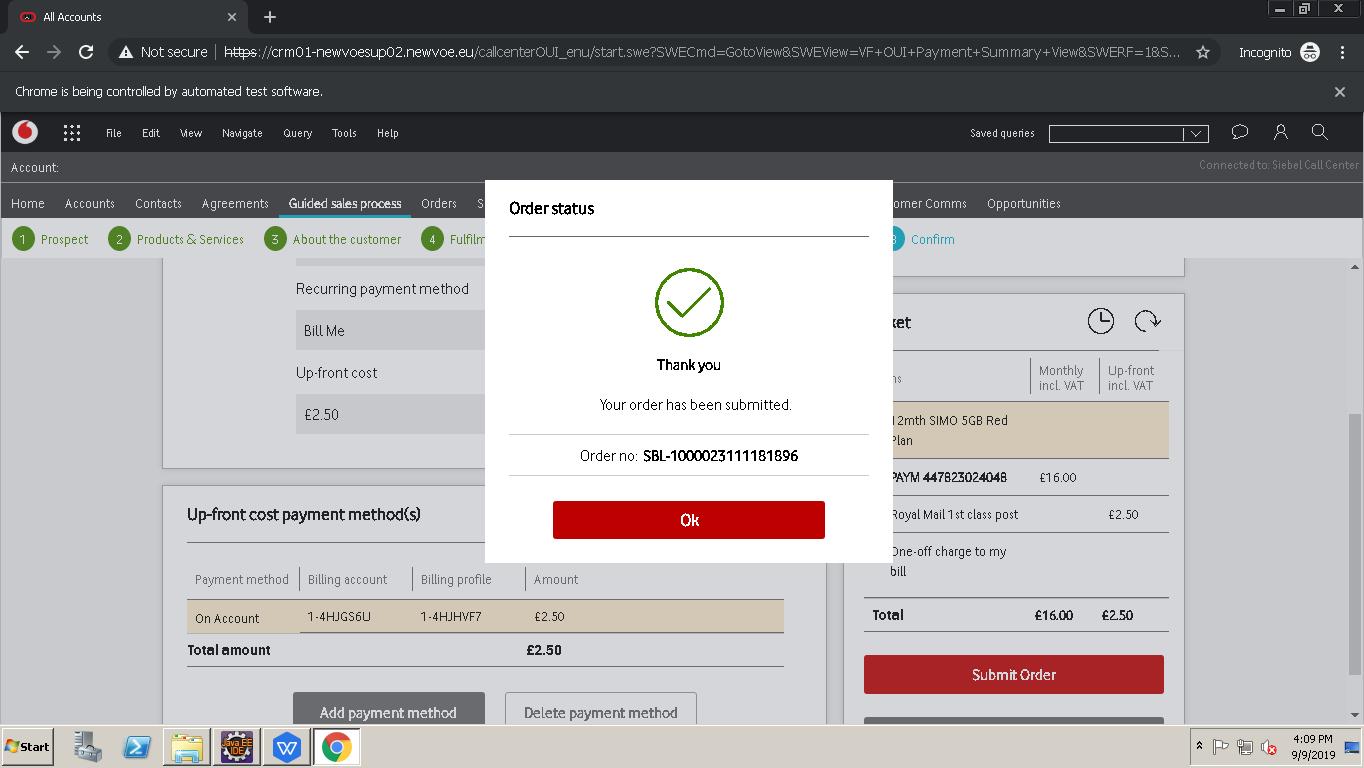 All Accounts
Not secure | https://crm01-newvoesup02.newvoe.eu/callcenterOUI_enu/start.swe?SWECmd=GotoView&SWEView=VF+OUI+Payment+Summary+View&SWERF=1&S...
Incognito
Chrome is being controlled by automated test software.
File Edit View Navigate Query Tools Help
Saved queries
Account:
Connected to: Siebel Call Center
Home Accounts Contacts Agreements Guided sales process Orders S
omer Comms Opportunities
1 Prospect 2 Products & Services 3 About the customer 4 Fulfilm
Confirm
Recurring payment method
Bill Me
Up-front cost
£2.50
Order status
Thank you
Your order has been submitted.
Order no: SBL-1000023111181896
Ok
ket
ns
Monthly incl. VAT
Up-front incl. VAT
12mth SIMO 5GB Red
Plan
PAYM 447823024048 £16.00
Royal Mail 1st class post £2.50
One-off charge to my
bill
Total £16.00 £2.50
Submit Order
Up-front cost payment method(s)
Payment method Billing account Billing profile Amount
On Account 1-4HJGS6U 1-4HJHVF7 £2.50
Total amount £2.50
Add payment method Delete payment method
Start
Java EE
IDE
4:09 PM
9/9/2019